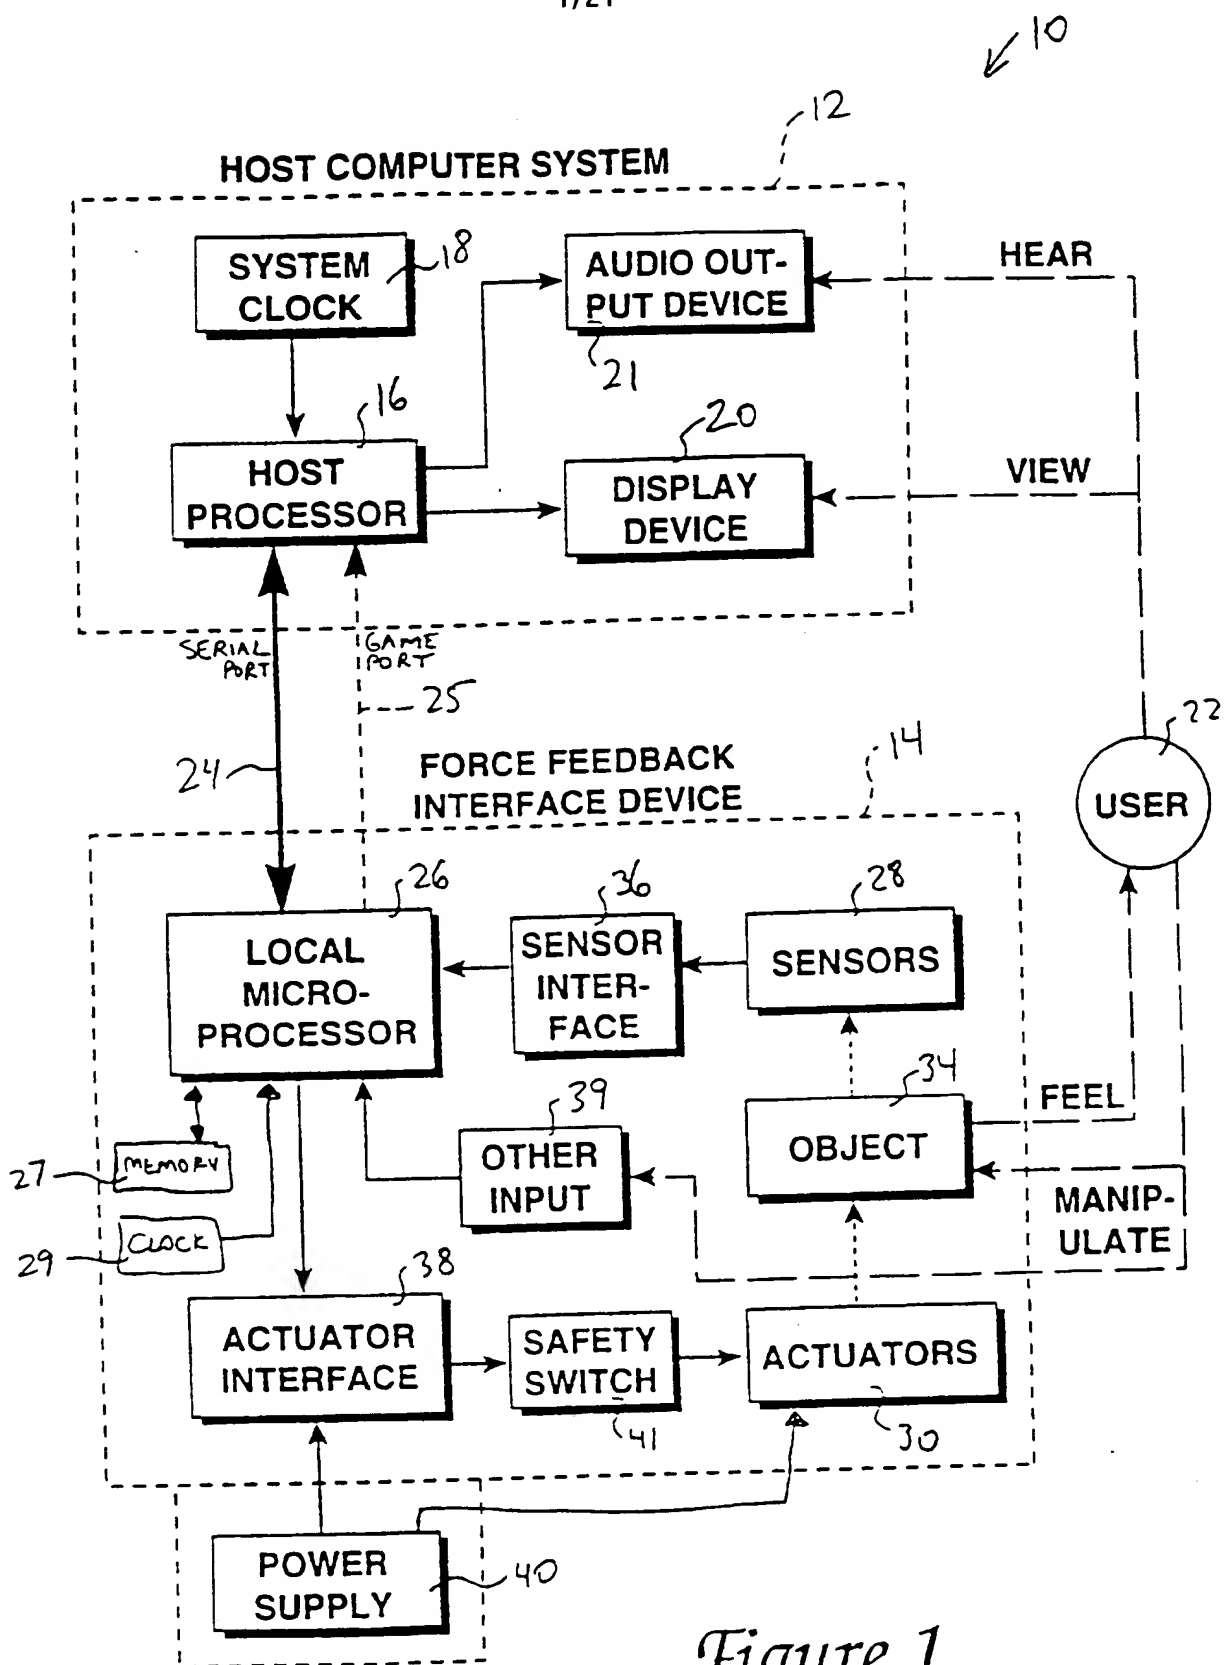 1/21
10
12
HOST COMPUTER SYSTEM
SYSTEM
CLOCK
18
AUDIO OUT-
PUT DEVICE
21
HEAR
16
HOST
PROCESSOR
20
DISPLAY
DEVICE
VIEW
SERIAL
PORT
GAME
PORT
25
24
FORCE FEEDBACK
INTERFACE DEVICE
14
22
USER
26
LOCAL
MICRO-
PROCESSOR
36
SENSOR
INTER-
FACE
28
SENSORS
34
OBJECT
FEEL
39
OTHER
INPUT
MANIP-
ULATE
27
MEMORY
29
CLOCK
38
ACTUATOR
INTERFACE
SAFETY
SWITCH
41
ACTUATORS
30
POWER
SUPPLY
40
Figure 1